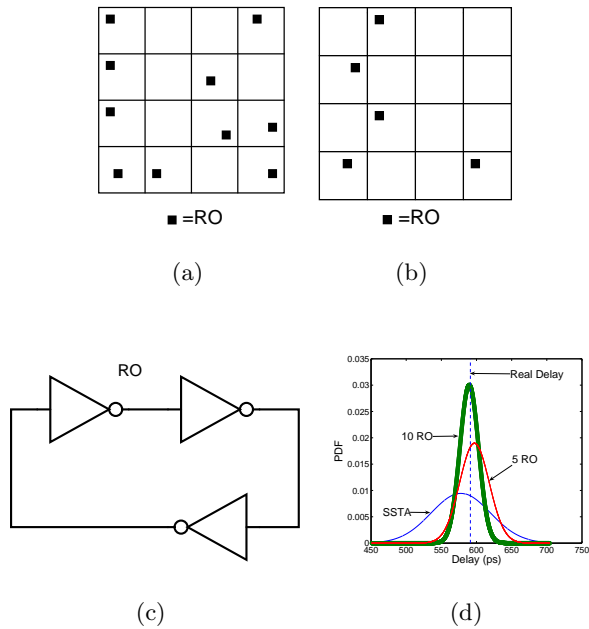 =RO
=RO
(a)
(b)
RO
0.035
0.03
0.025
0.02
0.015
0.01
0.005
0
PDF
Real Delay
10 RO
5 RO
SSTA
450 500 550 600 650 700 750
Delay (ps)
(c)
(d)